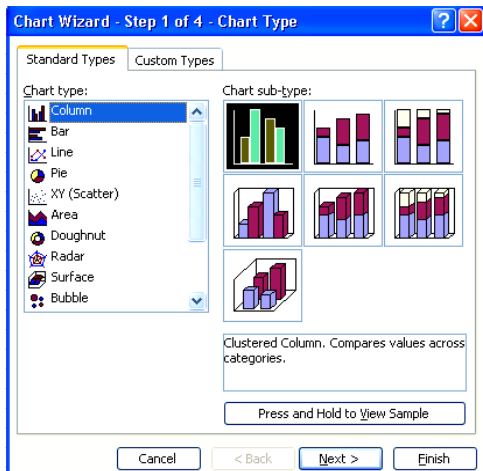 Chart Wizard - Step 1 of 4 - Chart Type
Standard Types
Custom Types
Chart type:
Column
Bar
Line
Pie
XY (Scatter)
Area
Doughnut
Radar
Surface
Bubble
Chart sub-type:
Clustered Column. Compares values across
categories.
Press and Hold to View Sample
Cancel
< Back
Next >
Finish